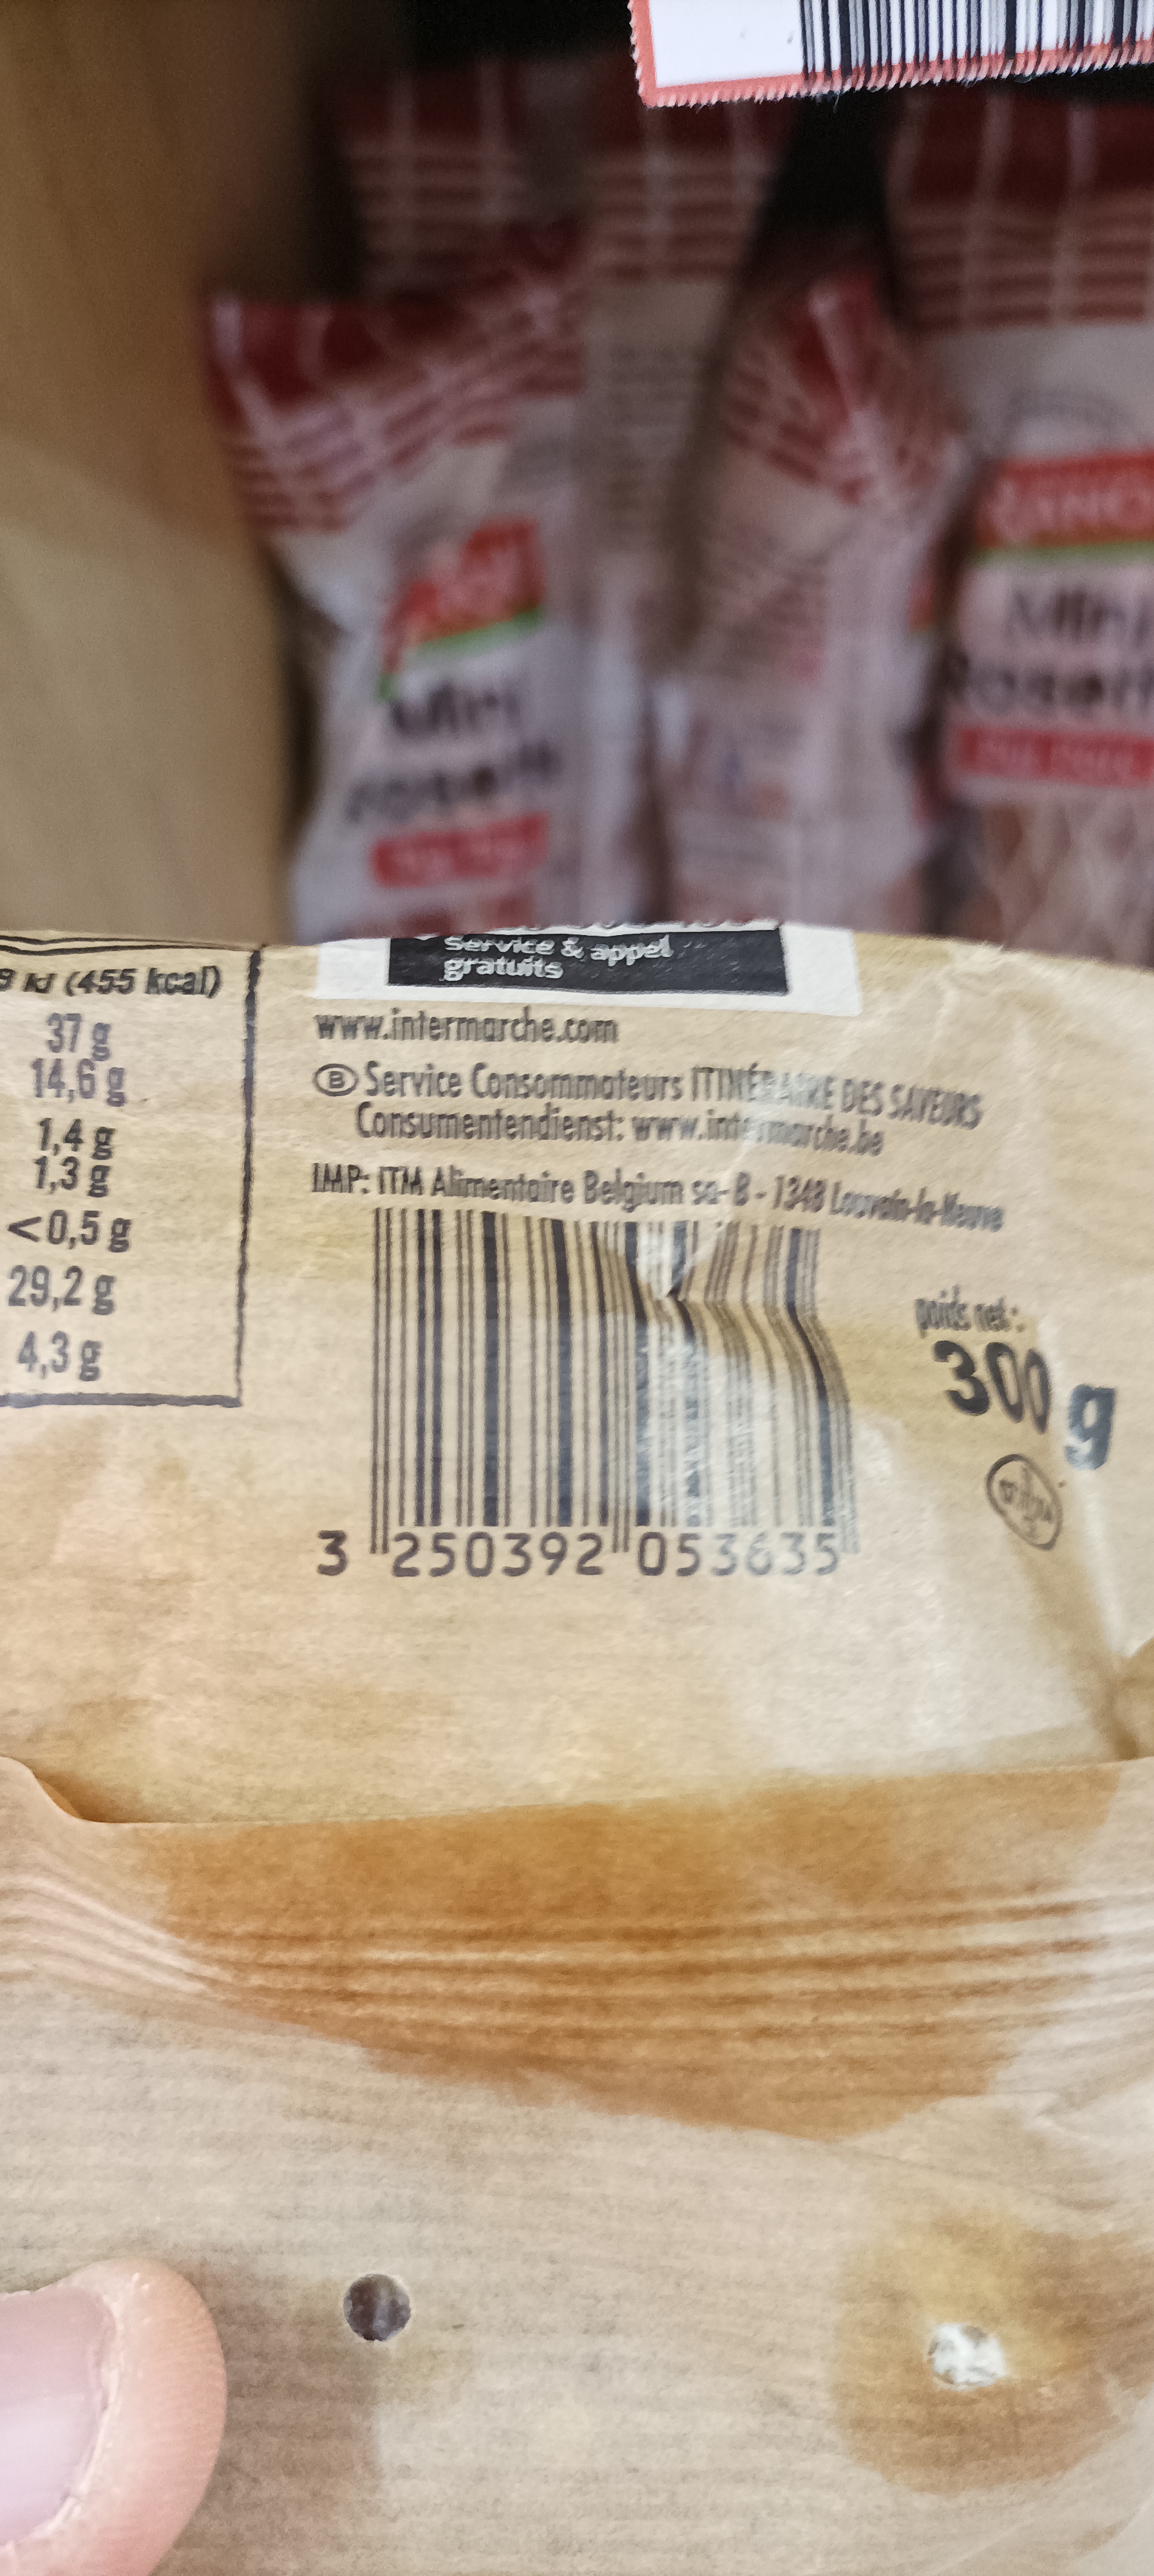 Mini
Mini
service & appel
gratuits
(455 kcal)
37 g
14,6 g
1,4 g
1,3 g
<0,5 g
29,2 g
4,3 g
www.intermarche.com
B Service Consommateurs ITINÉRAIRE DES SAVEURS
Consumentendienst: www.intermarche.be
IMP: ITM Alimentaire Belgium sa- B - 1348 Louvain-la-Neuve
poids net :
300 g
3 250392 053635